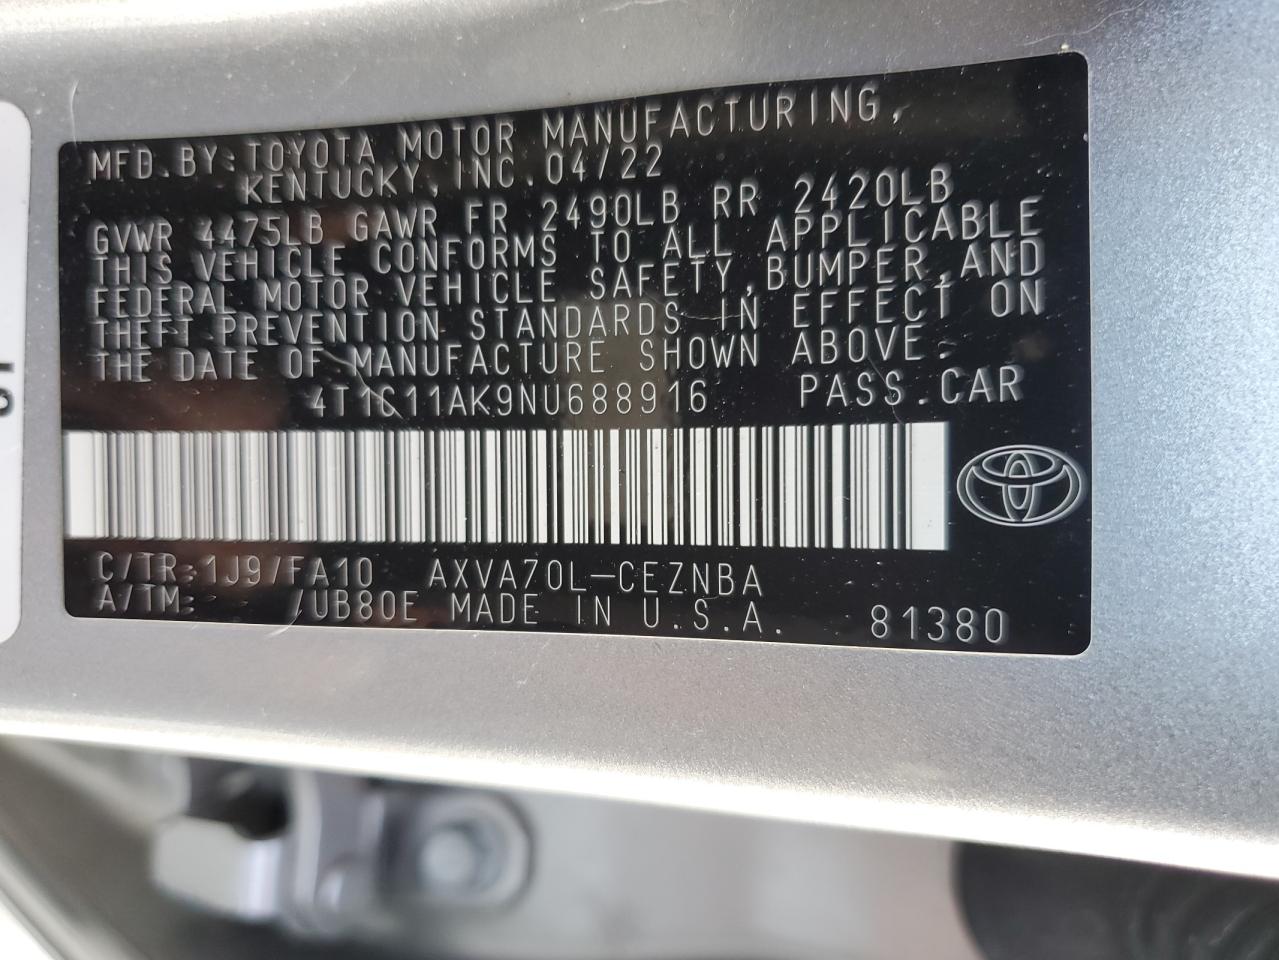 MFD.BY:TOYOTA MOTOR MANUFACTURING,
KENTUCKY,INC.04/22
GVWR 4475LB GAWR FR 2490LB RR 2420LB
THIS VEHICLE CONFORMS TO ALL APPLICABLE
FEDERAL MOTOR VEHICLE SAFETY,BUMPER,AND
THEFT PREVENTION STANDARDS IN EFFECT ON
THE DATE OF MANUFACTURE SHOWN ABOVE.
4T1C11AK9NU688916 PASS.CAR
C/TR:1J9/FA10 AXVA70L-CEZNBA
A/TM: /UB80E MADE IN U.S.A. 81380